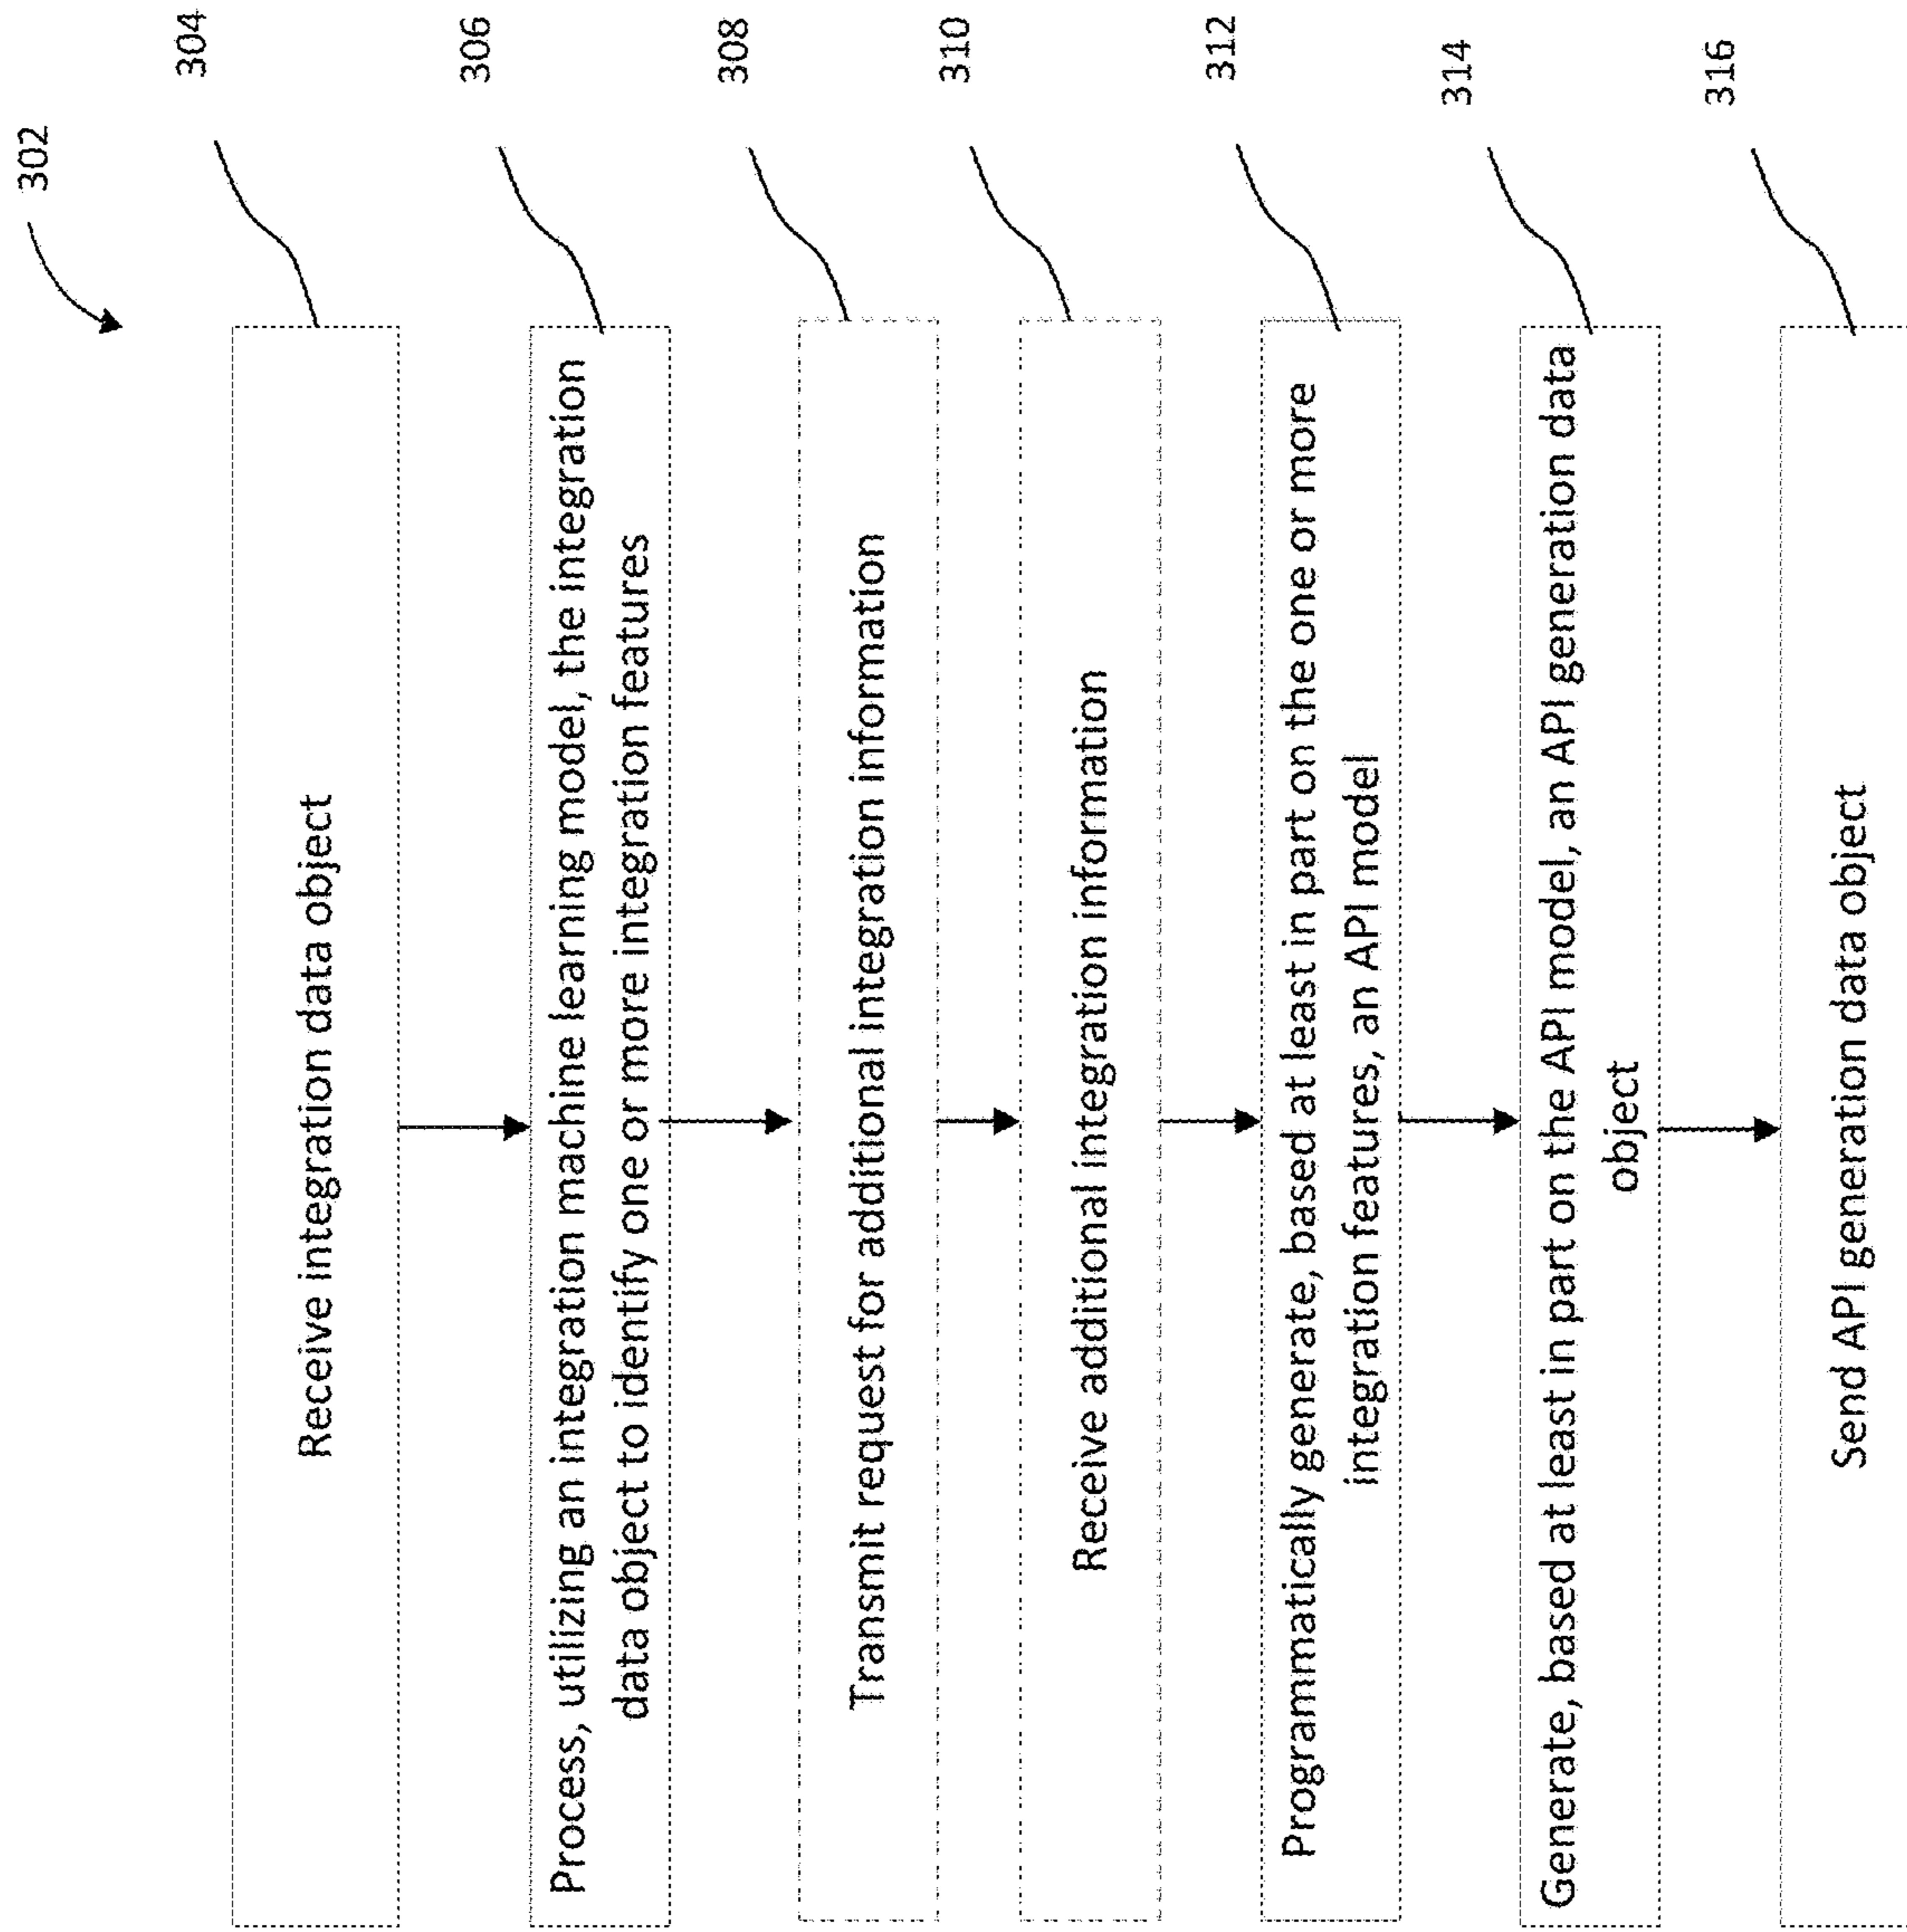 302
304
Receive integration data object
306
Process, utilizing an integration machine learning model, the integration
data object to identify one or more integration features
308
Transmit request for additional integration information
310
Receive additional integration information
312
Programmatically generate, based at least in part on the one or more
integration features, an API model
314
Generate, based at least in part on the API model, an API generation data
object
316
Send API generation data object